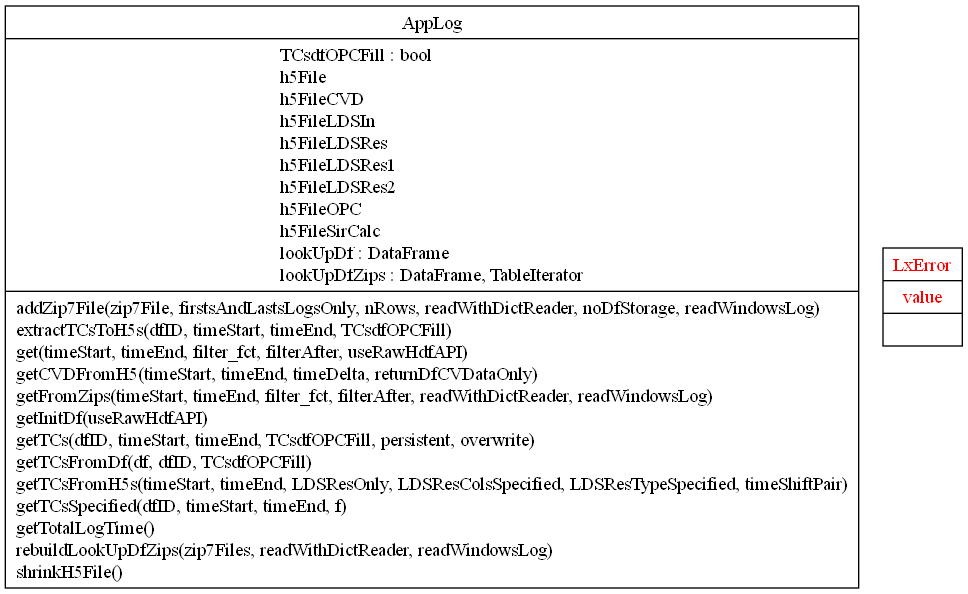 AppLog
TCsdfOPCFill : bool
h5File
h5FileCVD
h5FileLDSIn
h5FileLDSRes
h5FileLDSRes1
h5FileLDSRes2
h5FileOPC
h5FileSirCalc
lookUpDf : DataFrame
lookUpDfZips : DataFrame, TableIterator
addZip7File(zip7File, firstsAndLastsLogsOnly, nRows, readWithDictReader, noDfStorage, readWindowsLog)
extractTCsToH5s(dfID, timeStart, timeEnd, TCsdfOPCFill)
get(timeStart, timeEnd, filter_fct, filterAfter, useRawHdfAPI)
getCVDFromH5(timeStart, timeEnd, timeDelta, returnDfCVDataOnly)
getFromZips(timeStart, timeEnd, filter_fct, filterAfter, readWithDictReader, readWindowsLog)
getInitDf(useRawHdfAPI)
getTCs(dfID, timeStart, timeEnd, TCsdfOPCFill, persistent, overwrite)
getTCsFromDf(df, dfID, TCsdfOPCFill)
getTCsFromH5s(timeStart, timeEnd, LDSResOnly, LDSResColsSpecified, LDSResTypeSpecified, timeShiftPair)
getTCsSpecified(dfID, timeStart, timeEnd, f)
getTotalLogTime()
rebuildLookUpDfZips(zip7Files, readWithDictReader, readWindowsLog)
shrinkH5File()
LxError
value